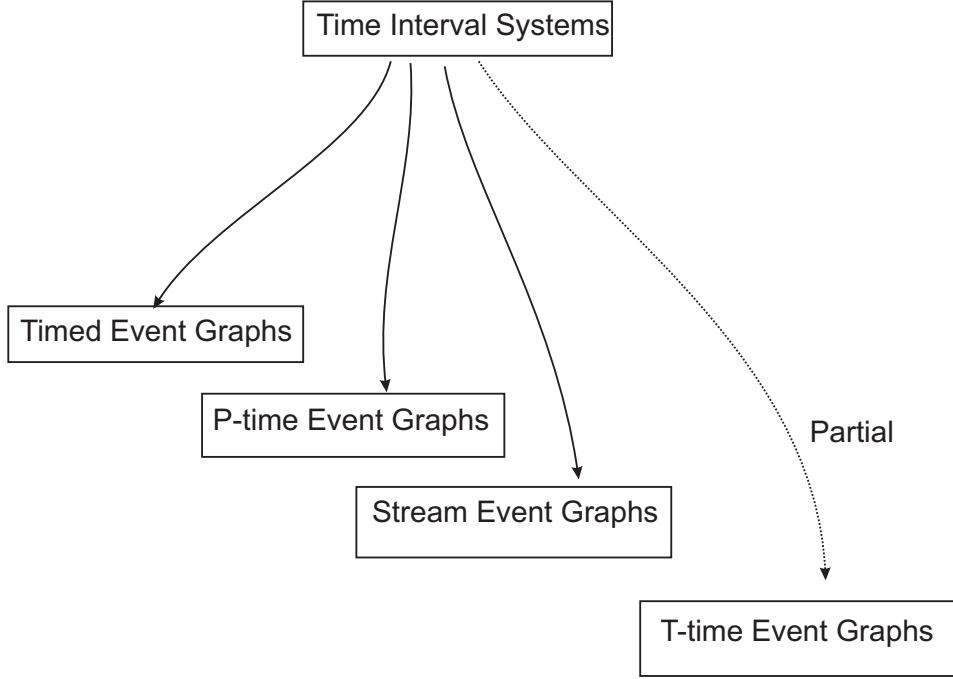 Time Interval Systems
Timed Event Graphs
P-time Event Graphs
Partial
Stream Event Graphs
T-time Event Graphs